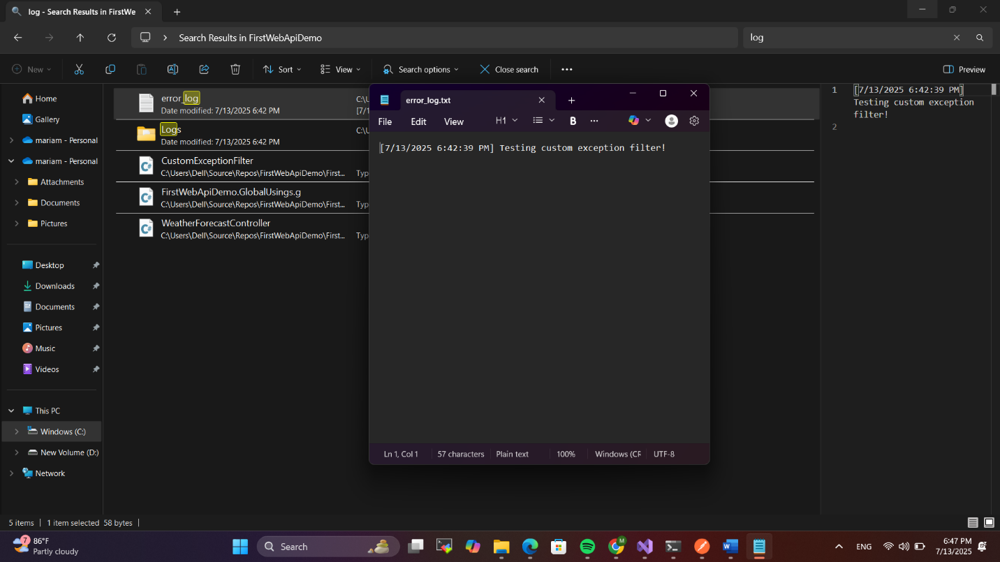 log - Search Results in FirstWe
Search Results in FirstWebApiDemo
log
New
Sort
View
Search options
Close search
Preview
Home
Gallery
mariam - Personal
mariam - Personal
Attachments
Documents
Pictures
Desktop
Downloads
Documents
Pictures
Music
Videos
This PC
Windows (C:)
New Volume (D:)
Network
error_log
C:\U
Date modified: 7/13/2025 6:42 PM
[7/1
Logs
C:\U
Date modified: 7/13/2025 6:42 PM
CustomExceptionFilter
C:\Users\Dell\Source\Repos\FirstWebApiDemo\First...
Typ
FirstWebApiDemo.GlobalUsings.g
C:\Users\Dell\Source\Repos\FirstWebApiDemo\First...
Typ
WeatherForecastController
C:\Users\Dell\Source\Repos\FirstWebApiDemo\First...
Typ
error_log.txt
File Edit View H1 B
[7/13/2025 6:42:39 PM] Testing custom exception filter!
Ln 1, Col 1 57 characters Plain text 100% Windows (CF UTF-8
1 [7/13/2025 6:42:39 PM]
Testing custom exception
filter!
2
5 items 1 item selected 58 bytes
7
86°F
Partly cloudy
Search
M
ENG
6:47 PM
7/13/2025